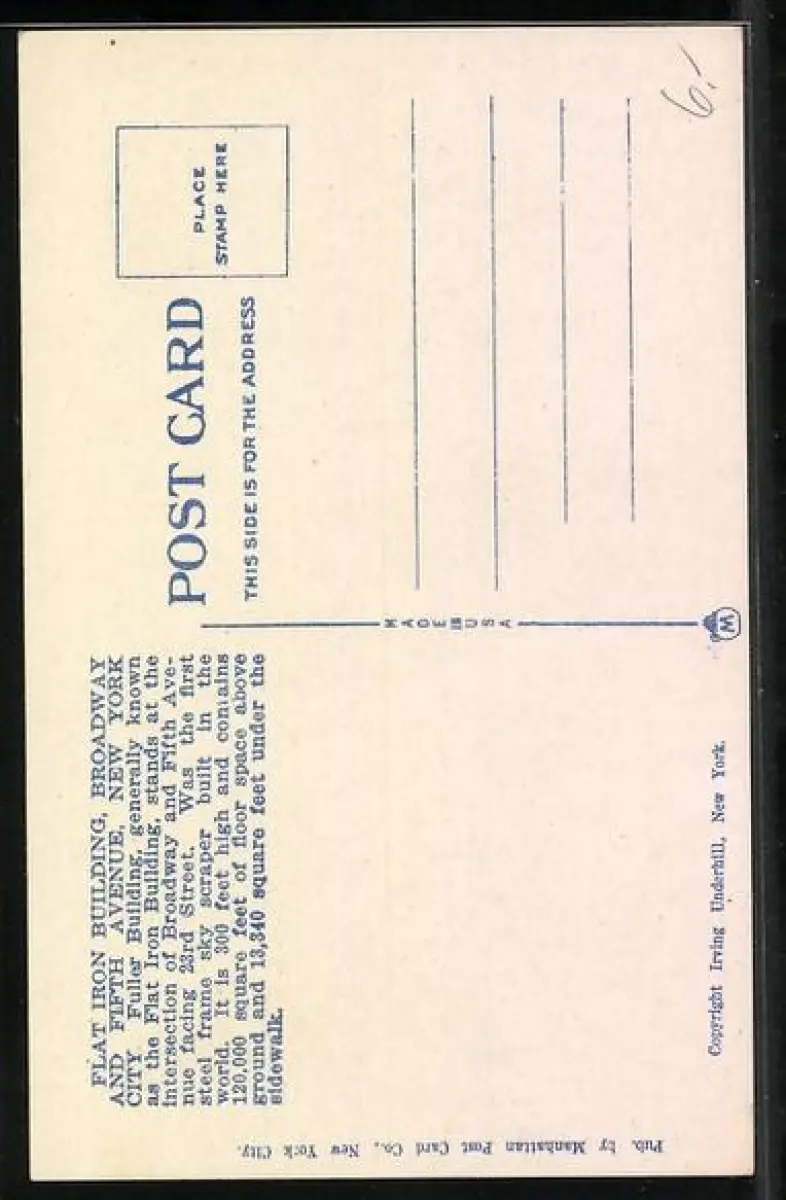 FLAT IRON BUILDING, BROADWAY
AND FIFTH AVENUE, NEW YORK
CITY. Fuller Building, generally known
as the Flat Iron Building, stands at the
intersection of Broadway and Fifth Ave-
nue facing 23rd Street. Was the first
steel frame sky scraper built in the
world. It is 300 feet high and contains
120,000 square feet of floor space above
ground and 13,340 square feet under the
sidewalk.
POST CARD
THIS SIDE IS FOR THE ADDRESS
PLACE
STAMP HERE
MADE IN USA
W
Copyright Irving Underhill, New York.
Pub. by Manhattan Post Card Co., New York City.
6.-